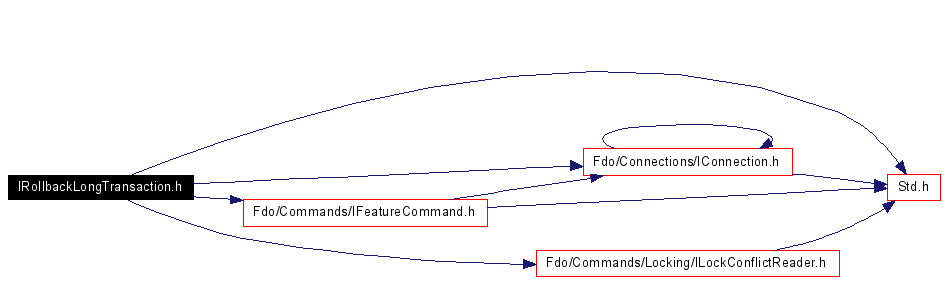 IRollbackLongTransaction.h
Fdo/Connections/IConnection.h
Std.h
Fdo/Commands/IFeatureCommand.h
Fdo/Commands/Locking/ILockConflictReader.h